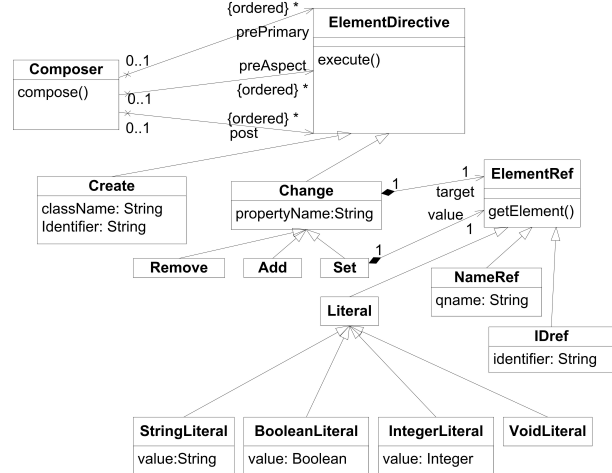 {ordered} *
ElementDirective
prePrimary
execute()
0..1
Composer
preAspect
compose()
{ordered} *
0..1
{ordered} *
0..1
post
Create
className: String
Identifier: String
Change
propertyName:String
1
1
target
value
ElementRef
getElement()
1
1
Remove
Add
Set
NameRef
qname: String
Literal
IDref
identifier: String
StringLiteral
value:String
BooleanLiteral
value: Boolean
IntegerLiteral
value: Integer
VoidLiteral